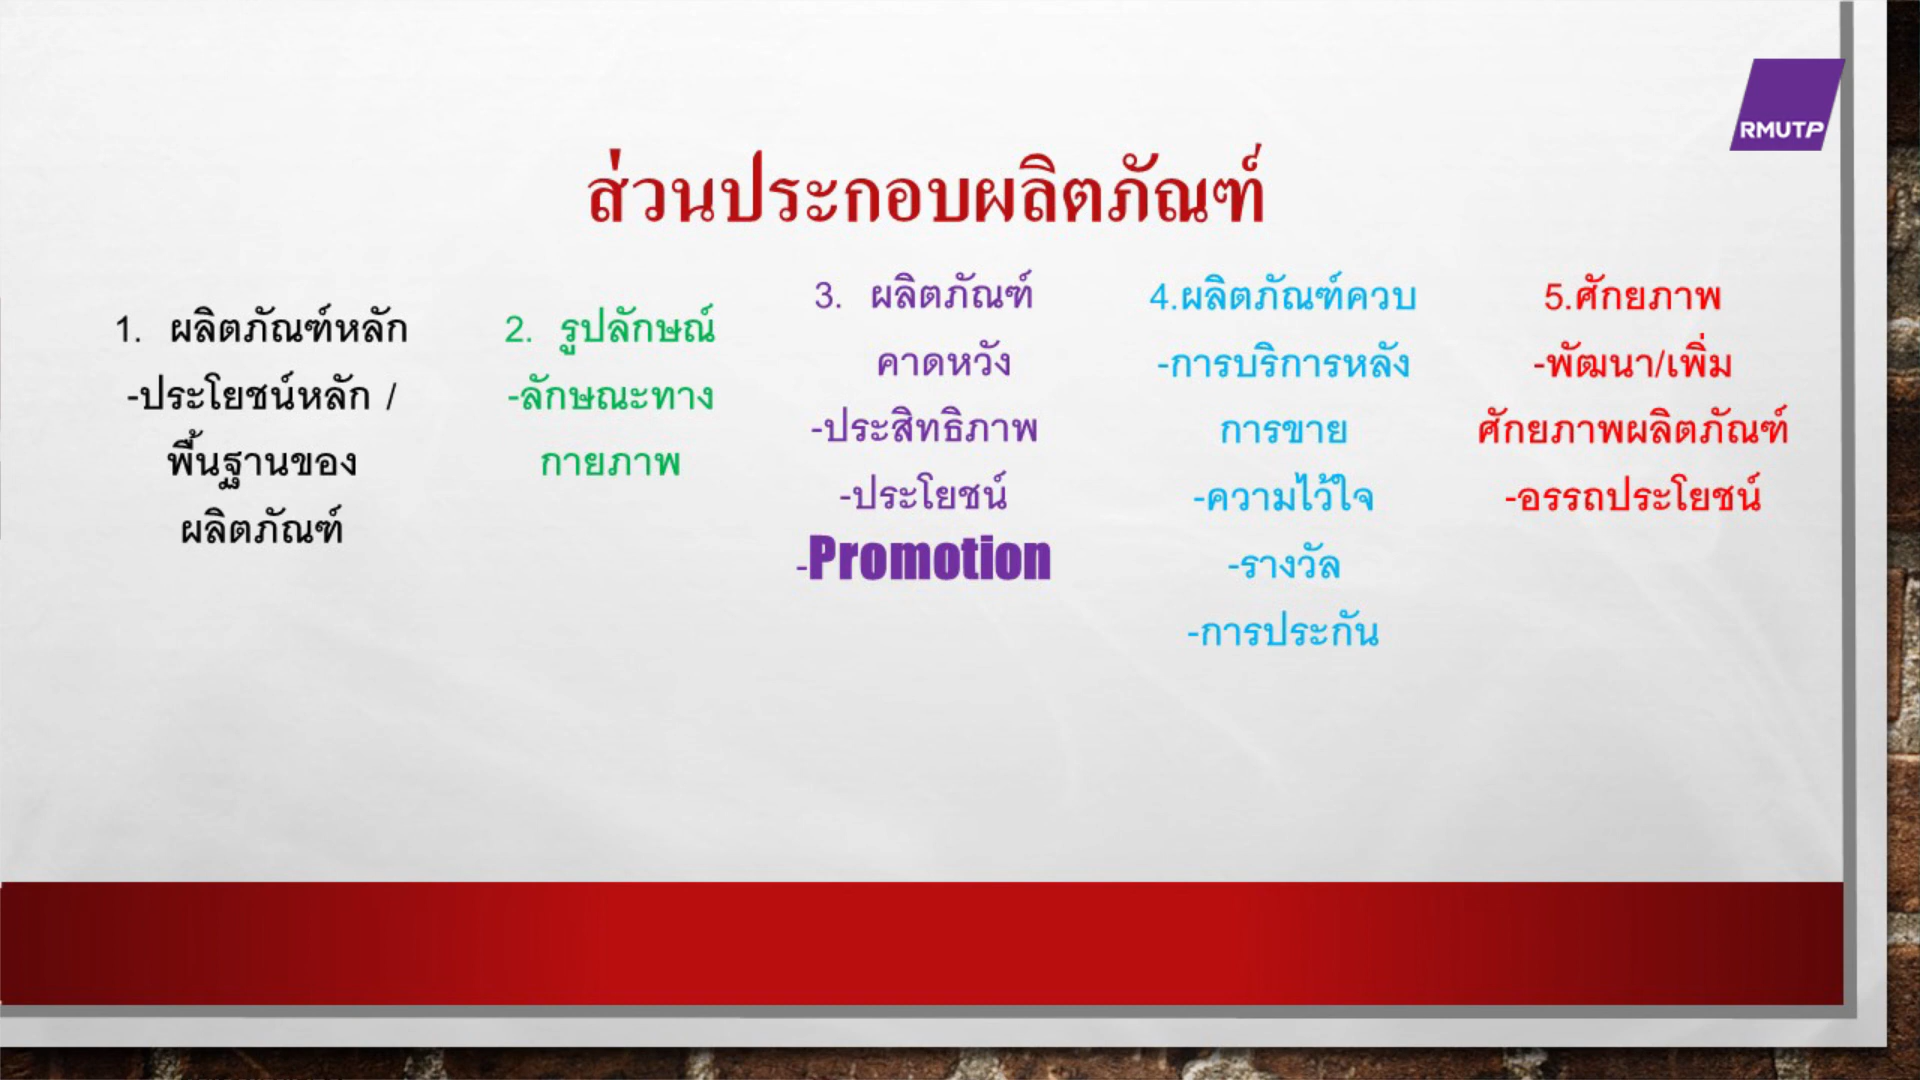 RMUTP
ส่วนประกอบผลิตภัณฑ์
1. ผลิตภัณฑ์หลัก
-ประโยชน์หลัก /
พื้นฐานของ
ผลิตภัณฑ์
2. รูปลักษณ์
-ลักษณะทาง
กายภาพ
3. ผลิตภัณฑ์
คาดหวัง
-ประสิทธิภาพ
-ประโยชน์
-Promotion
4.ผลิตภัณฑ์ควบ
-การบริการหลัง
การขาย
-ความไว้ใจ
-รางวัล
-การประกัน
5.ศักยภาพ
-พัฒนา/เพิ่ม
ศักยภาพผลิตภัณฑ์
-อรรถประโยชน์